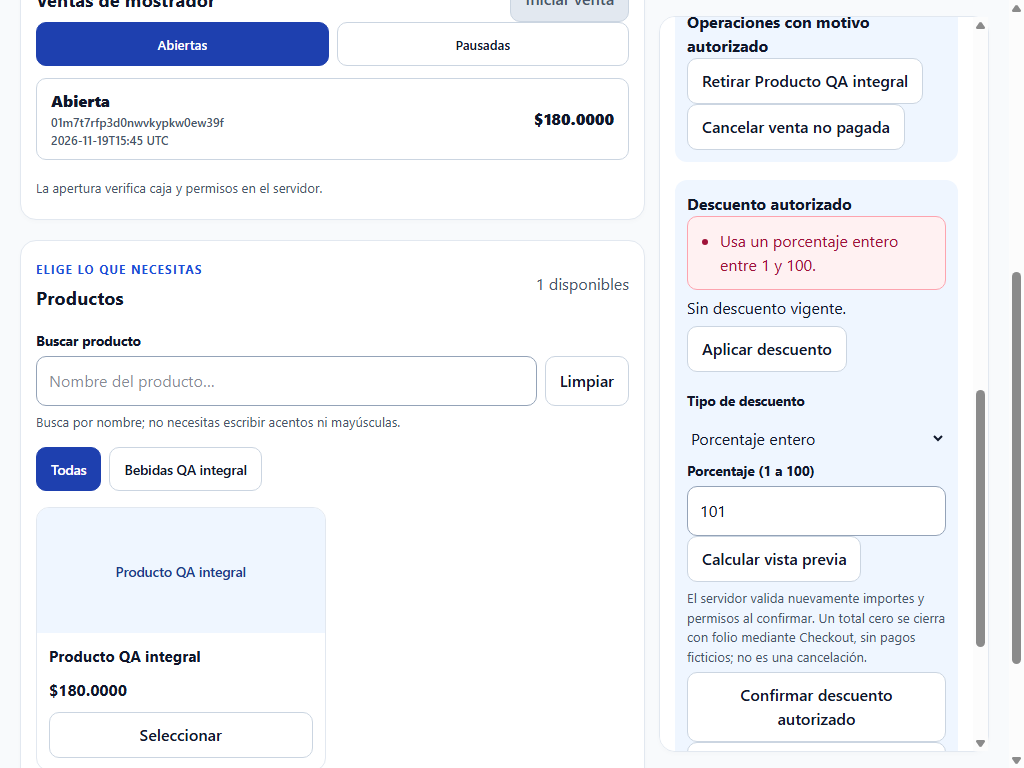 Ventas de mostrador
Iniciar venta
Abiertas
Pausadas
Abierta
01m7t7rfp3d0nwvkypkw0ew39f
2026-11-19T15:45 UTC
$180.0000
La apertura verifica caja y permisos en el servidor.
ELIGE LO QUE NECESITAS
Productos
1 disponibles
Buscar producto
Nombre del producto...
Limpiar
Busca por nombre; no necesitas escribir acentos ni mayúsculas.
Todas
Bebidas QA integral
Producto QA integral
Producto QA integral
$180.0000
Seleccionar
Operaciones con motivo
autorizado
Retirar Producto QA integral
Cancelar venta no pagada
Descuento autorizado
Usa un porcentaje entero
entre 1 y 100.
Sin descuento vigente.
Aplicar descuento
Tipo de descuento
Porcentaje entero
Porcentaje (1 a 100)
101
Calcular vista previa
El servidor valida nuevamente importes y
permisos al confirmar. Un total cero se cierra
con folio mediante Checkout, sin pagos
ficticios; no es una cancelación.
Confirmar descuento
autorizado